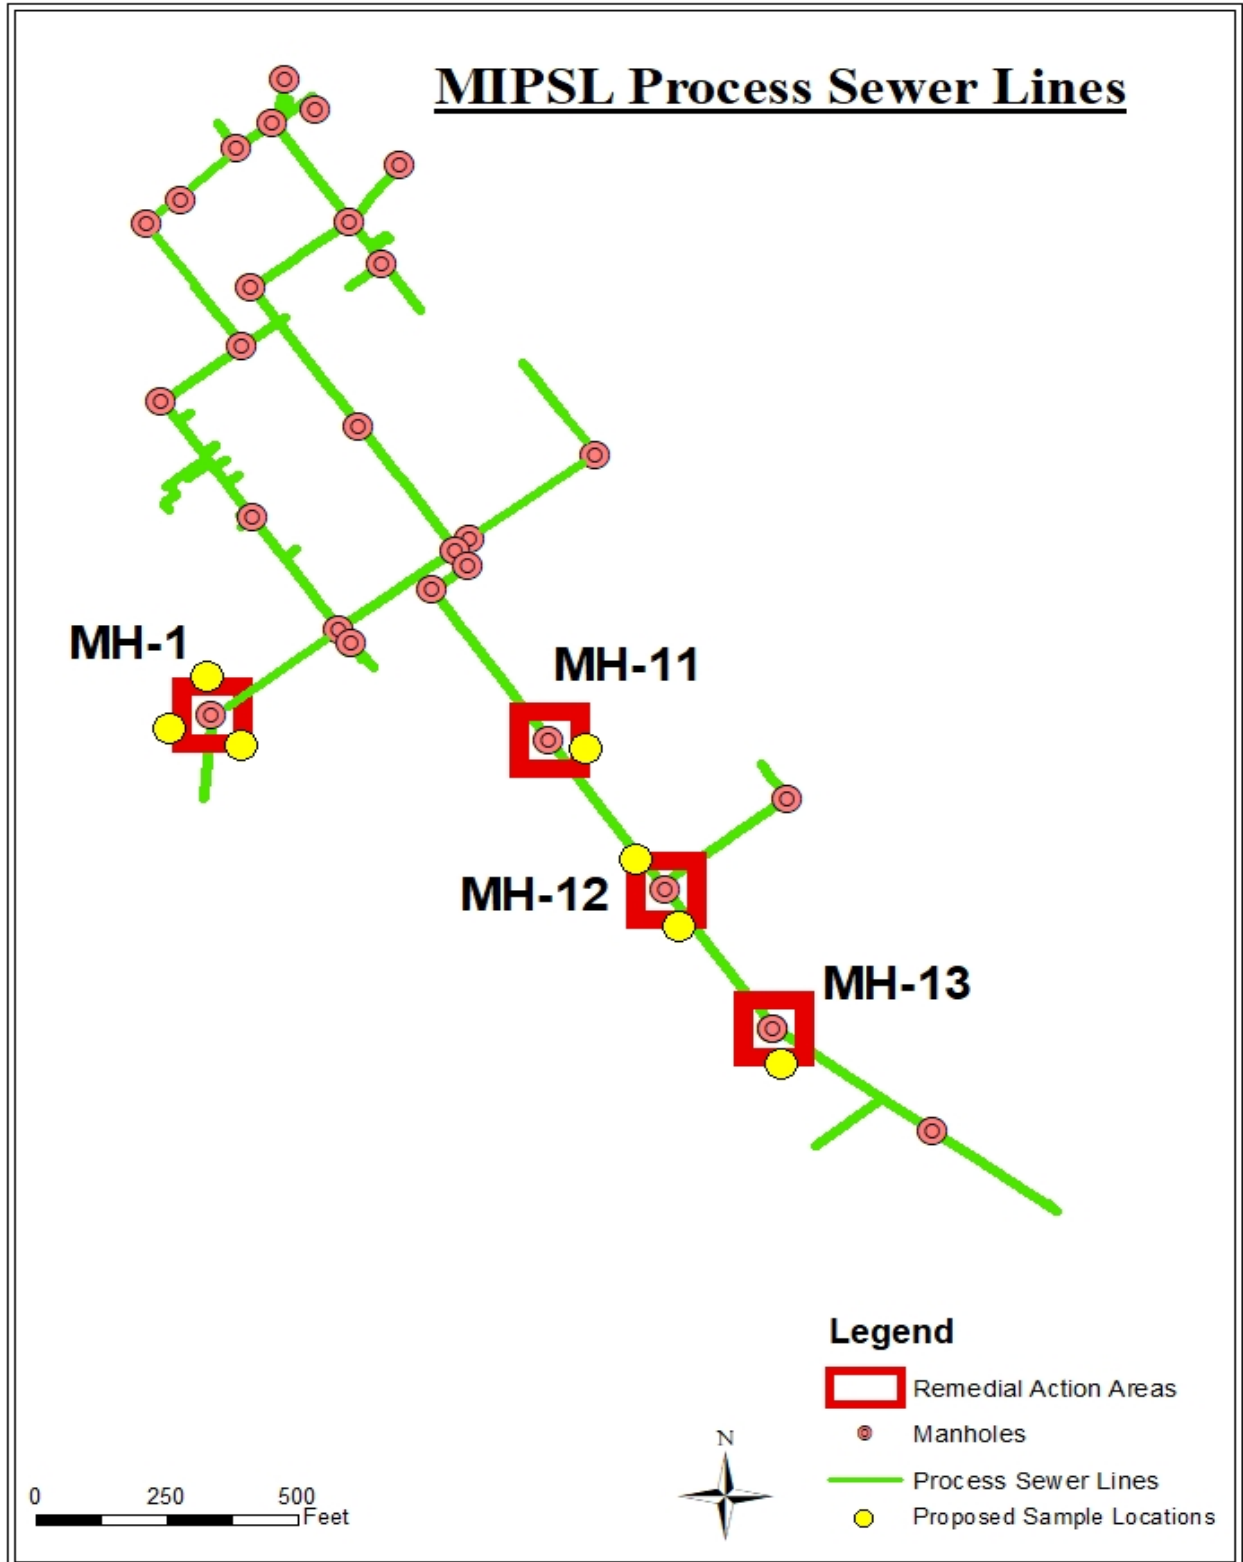 MIPSL Process Sewer Lines
MH-1
MH-11
MH-12
MH-13
Legend
Remedial Action Areas
Manholes
Process Sewer Lines
Proposed Sample Locations
N
0 250 500
Feet